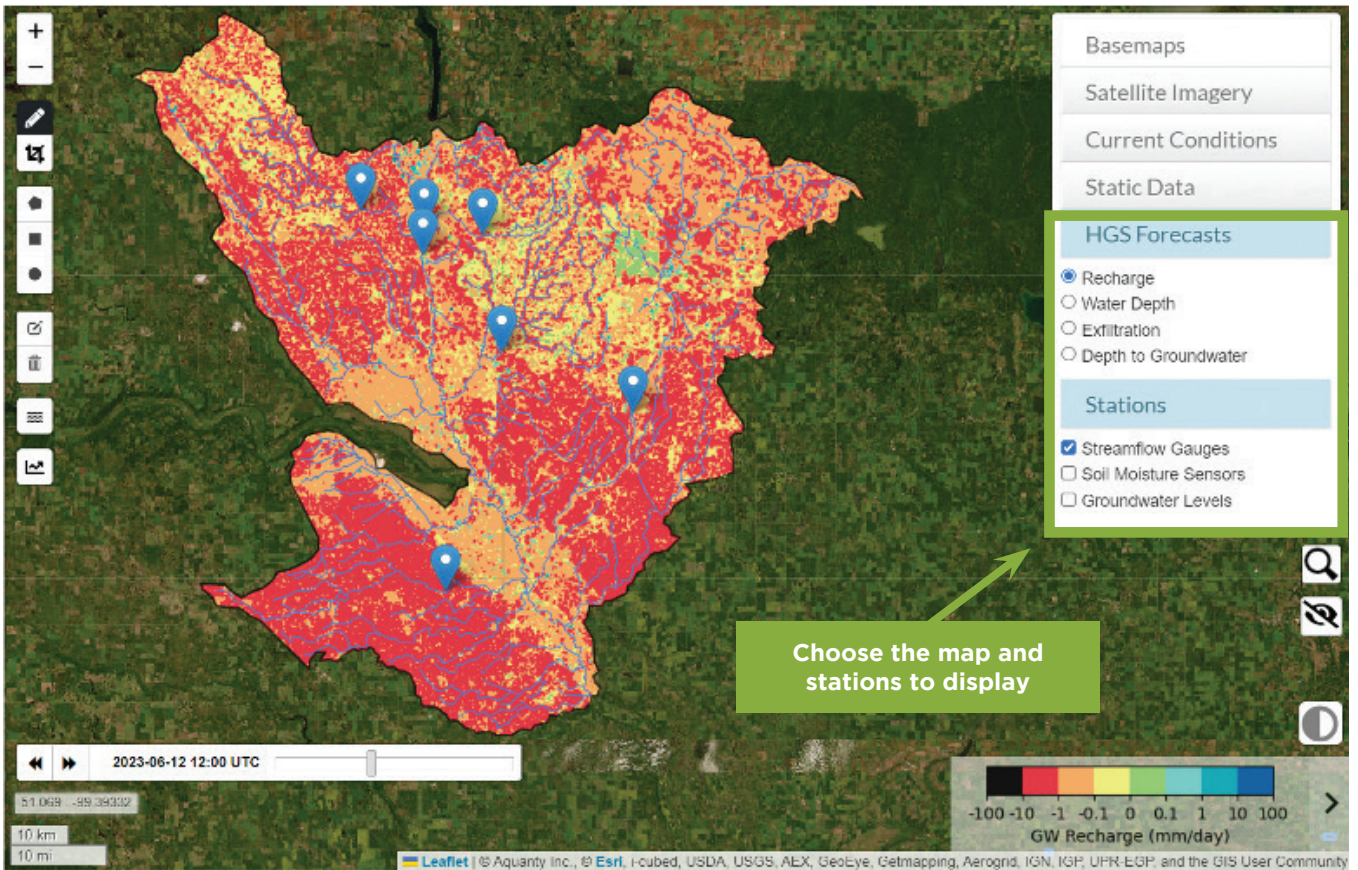 +
−
Basemaps
Satellite Imagery
Current Conditions
Static Data
HGS Forecasts
Recharge
Water Depth
Exfiltration
Depth to Groundwater
Stations
Streamflow Gauges
Soil Moisture Sensors
Groundwater Levels
Choose the map and
stations to display
2023-06-12 12:00 UTC
51.069 -99.39332
10 km
10 mi
-100 -10 -1 -0.1 0 0.1 1 10 100
GW Recharge (mm/day)
Leaflet | © Aquanty Inc., © Esri, i-cubed, USDA, USGS, AEX, GeoEye, Getmapping, Aerogrid, IGN, IGP, UPR-EGP, and the GIS User Community